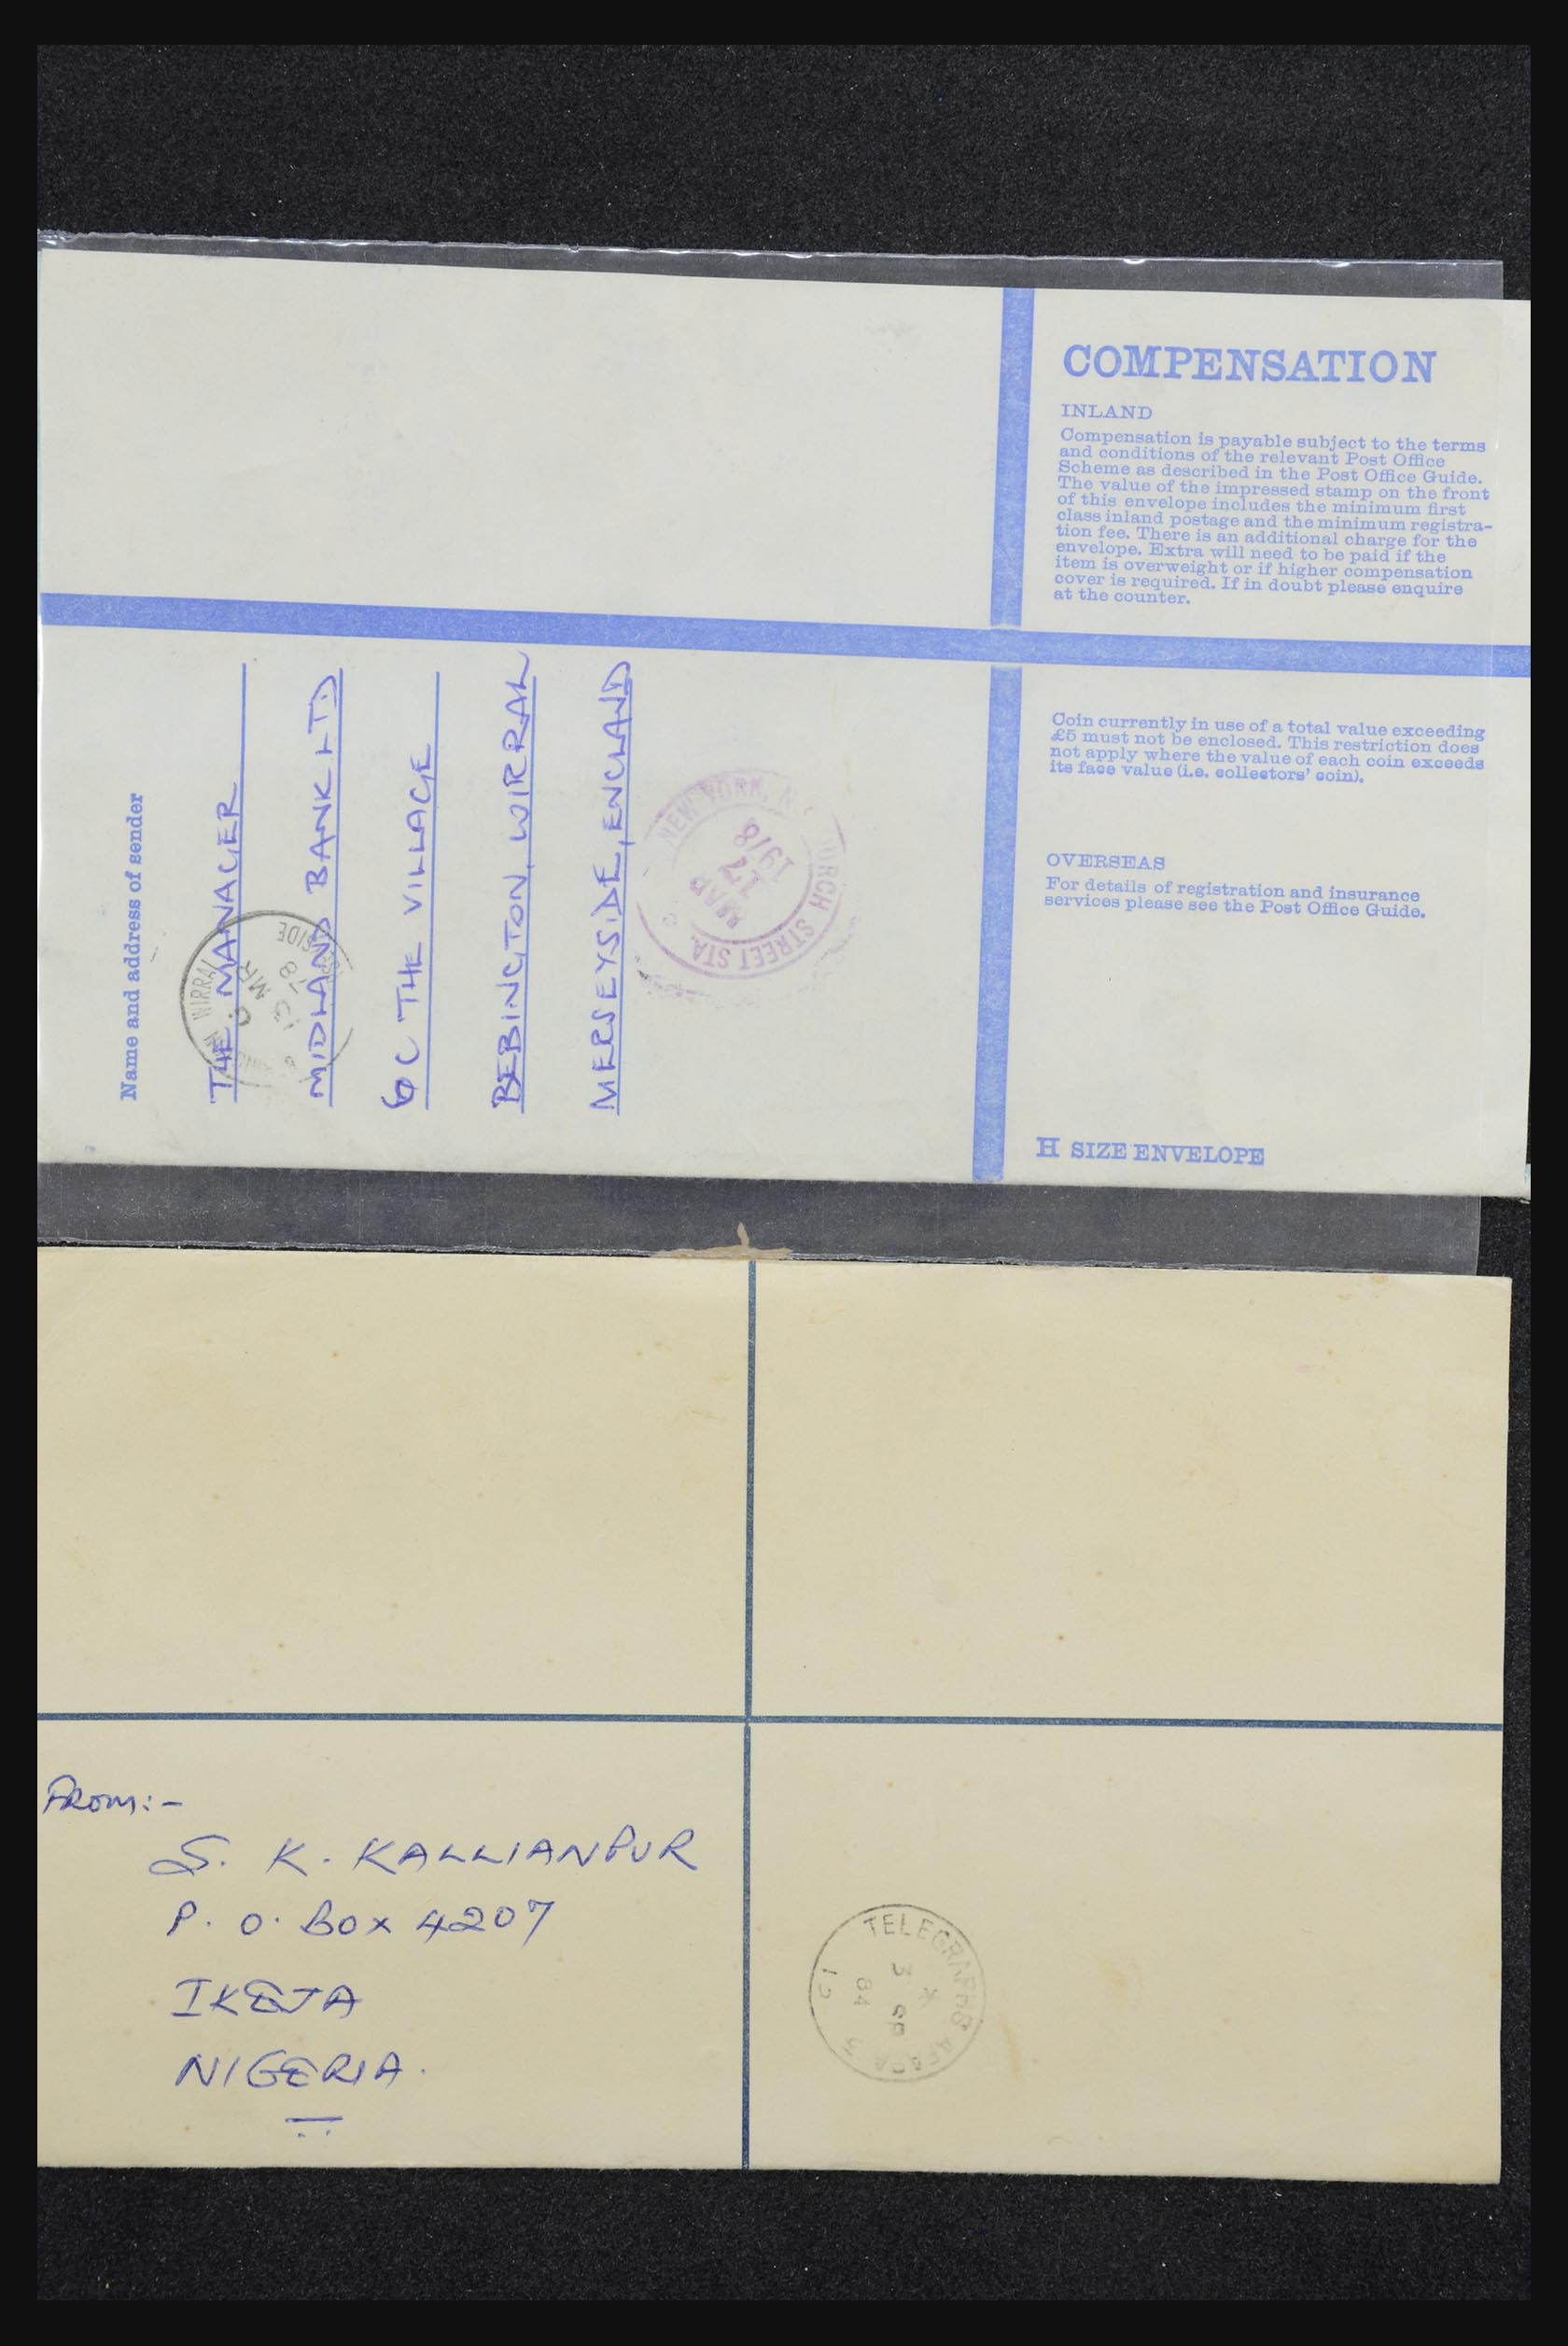 COMPENSATION
INLAND
Compensation is payable subject to the terms
and conditions of the relevant Post Office
Scheme as described in the Post Office Guide.
The value of the impressed stamp on the front
of this envelope includes the minimum first
class inland postage and the minimum registra-
tion fee. There is an additional charge for the
envelope. Extra will need to be paid if the
item is overweight or if higher compensation
cover is required. If in doubt please enquire
at the counter.
Coin currently in use of a total value exceeding
£5 must not be enclosed. This restriction does
not apply where the value of each coin exceeds
its face value (i.e. collectors' coin).
OVERSEAS
For details of registration and insurance
services please see the Post Office Guide.
H SIZE ENVELOPE
Name and address of sender
THE MANAGER
MIDLAND BANK LTD
6C THE VILLAGE
BEBINGTON, WIRRAL
MERSEYSIDE, ENGLAND
WIRRAL
MR
78
NEW YORK, N
STREET STA.
MAR
17
1978
From:-
S. K. KALLIANPUR
P. O. Box 4207
IKEJA
NIGERIA.
TELEGRAPHS
3 SP
84